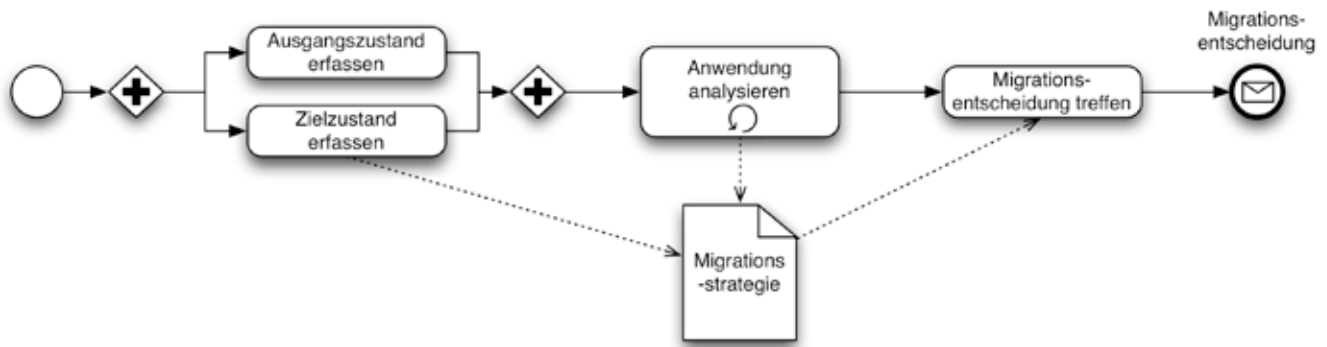 Ausgangszustand
erfassen
Zielzustand
erfassen
Anwendung
analysieren
Migrations-
entscheidung treffen
Migrations-
entscheidung
Migrations
-strategie